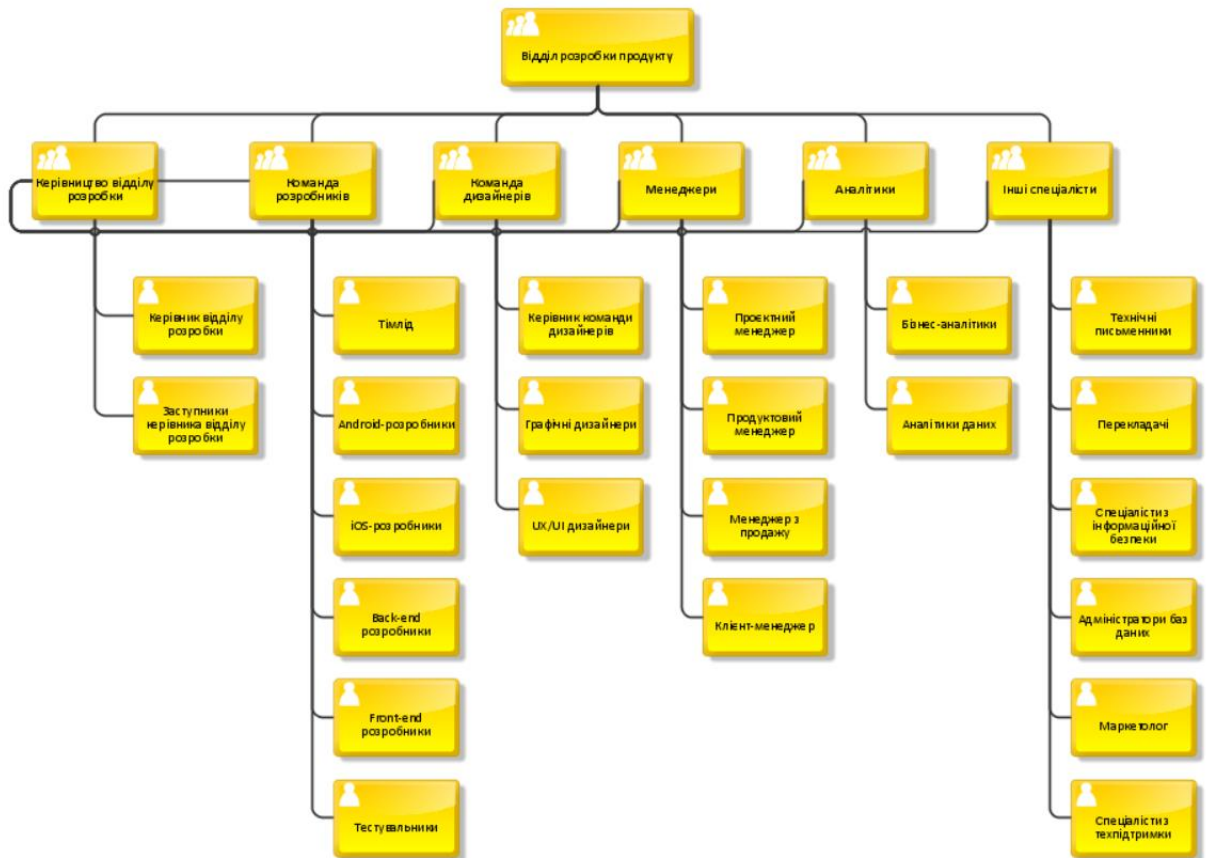 Відділ розробки продукту
Керівництво відділу
розробки
Команда
розробників
Команда
дизайнерів
Менеджери
Аналітики
Інші спеціалісти
Керівник відділу
розробки
Заступники
керівника відділу
розробки
Тімлід
Android-розробники
iOS-розробники
Back-end
розробники
Front-end
розробники
Тестувальники
Керівник команди
дизайнерів
Графічні дизайнери
UX/UI дизайнери
Проєктний
менеджер
Продуктовий
менеджер
Менеджер з
продажу
Клієнт-менеджер
Бізнес-аналітики
Аналітики даних
Технічні
письменники
Перекладачі
Спеціалісти з
інформаційної
безпеки
Адміністратори баз
даних
Маркетолог
Спеціалісти з
техпідтримки